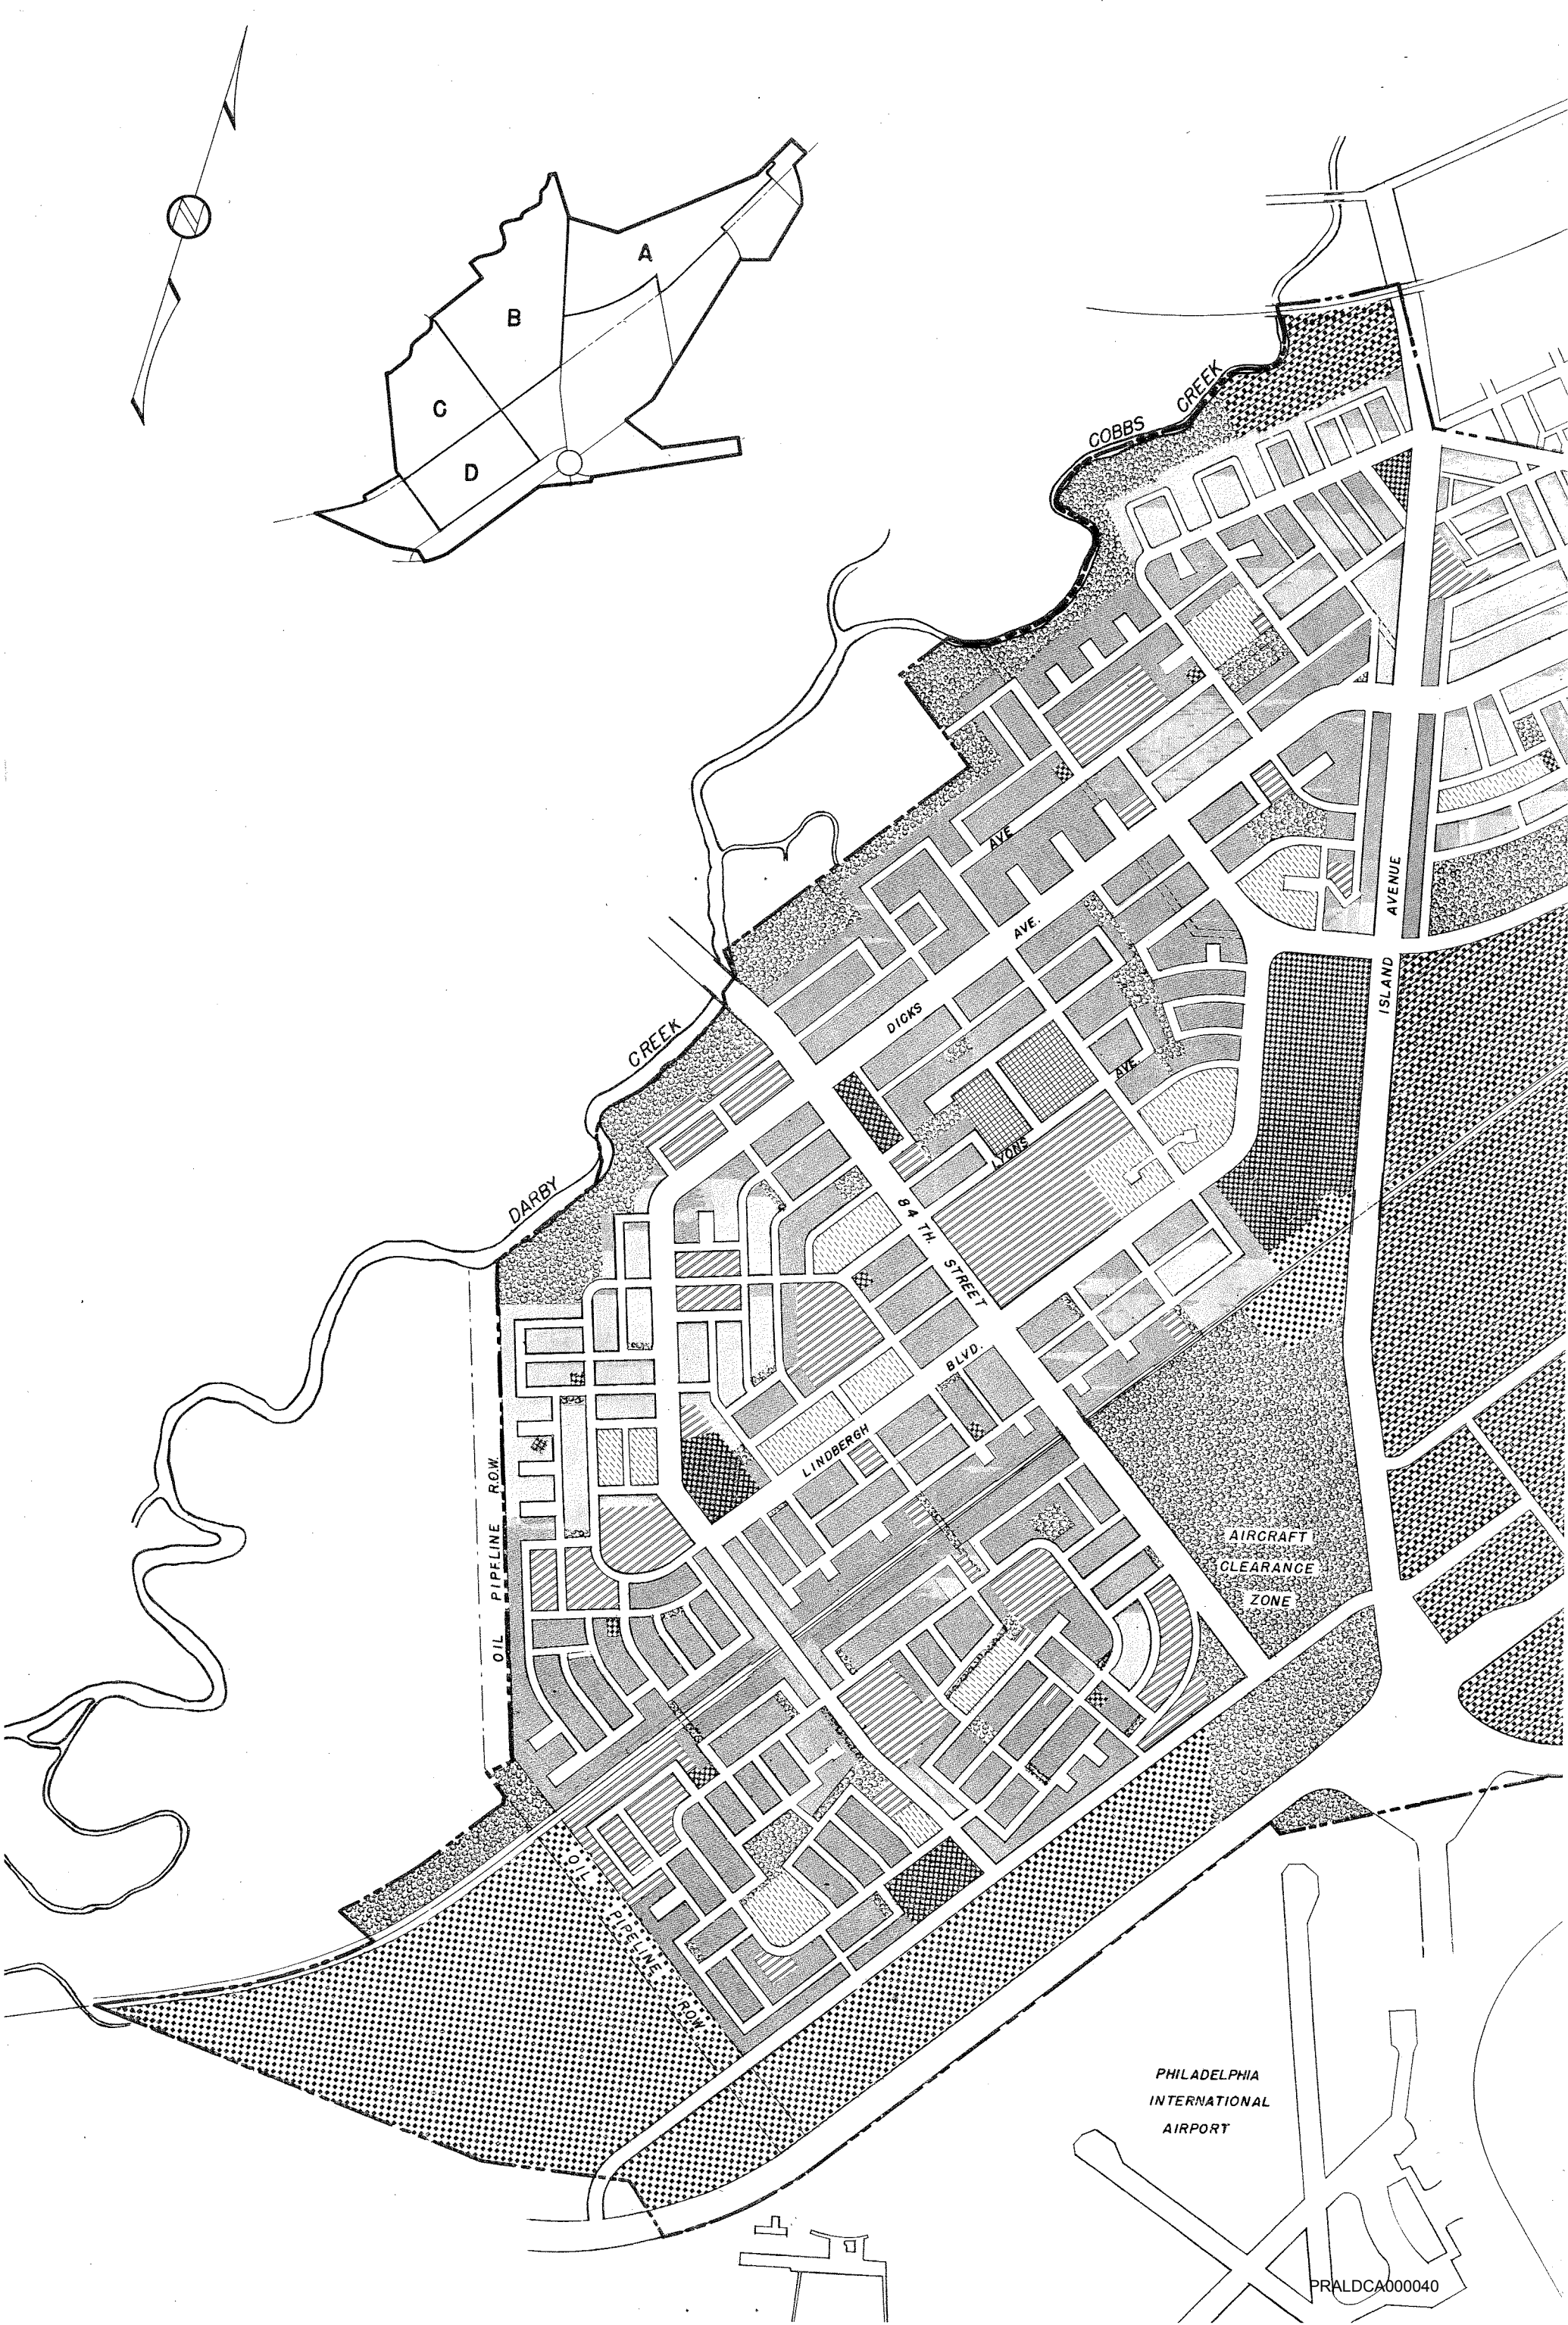 N
A
B
C
D
COBBS CREEK
AVE
AVENUE
ISLAND
AVE.
DICKS
DARBY CREEK
AVE.
LYONS
84 TH. STREET
LINDBERGH BLVD.
OIL PIPELINE R.O.W.
AIRCRAFT
CLEARANCE
ZONE
OIL PIPELINE R.O.W.
PHILADELPHIA
INTERNATIONAL
AIRPORT
PRALDCA000040